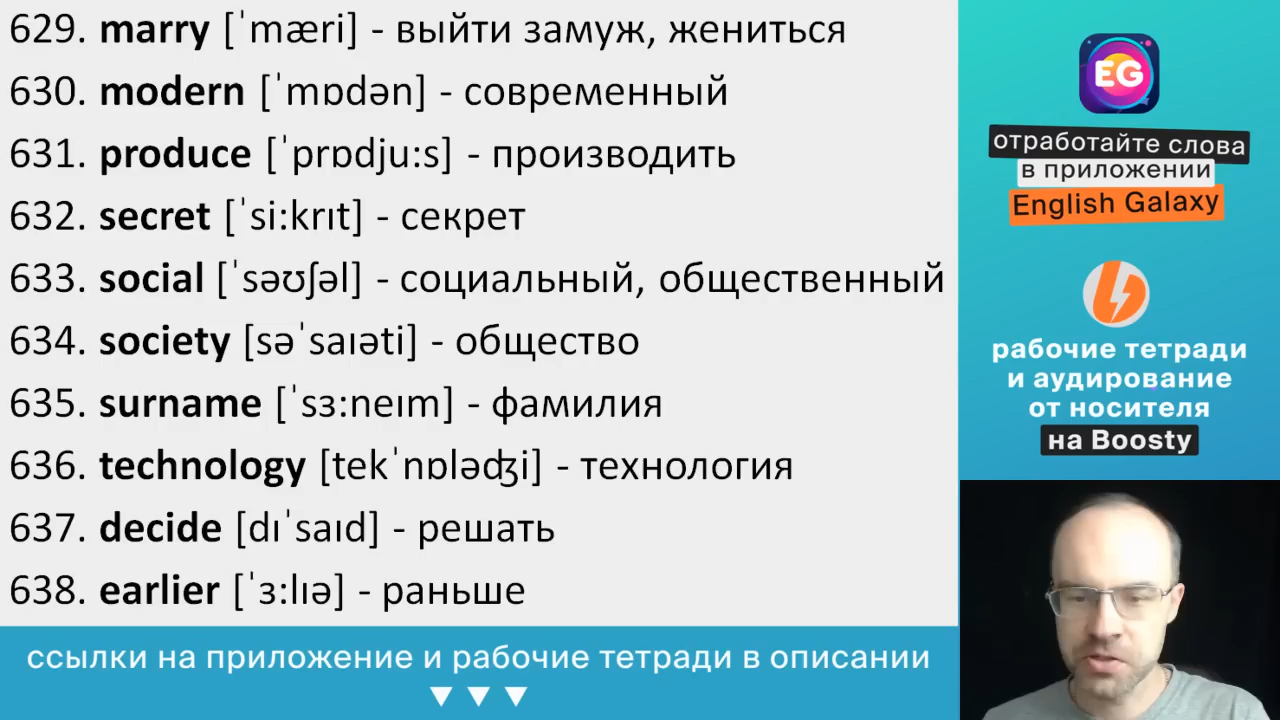 629. marry [ˈmæri] - выйти замуж, жениться
630. modern [ˈmɒdən] - современный
631. produce [ˈprɒdju:s] - производить
632. secret [ˈsi:krɪt] - секрет
633. social [ˈsəʊʃəl] - социальный, общественный
634. society [səˈsaɪəti] - общество
635. surname [ˈsɜ:neɪm] - фамилия
636. technology [tekˈnɒləʤi] - технология
637. decide [dɪˈsaɪd] - решать
638. earlier [ˈɜ:lɪə] - раньше
ссылки на приложение и рабочие тетради в описании
EG
отработайте слова
в приложении
English Galaxy
рабочие тетради
и аудирование
от носителя
на Boosty